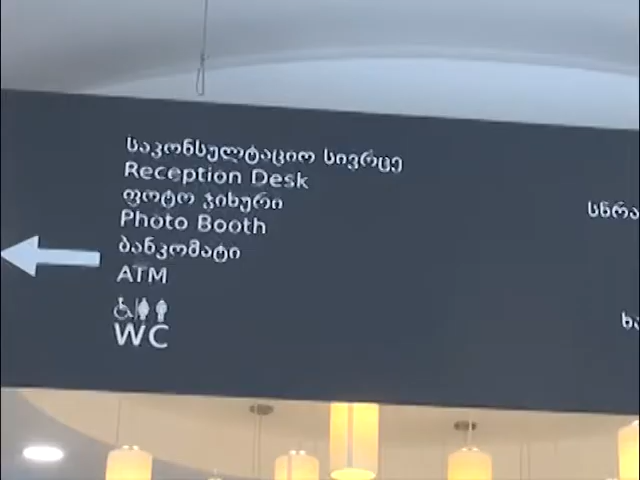 საკონსულტაციო სივრცე
Reception Desk
ფოტო ჯიხური
Photo Booth
ბანკომატი
ATM
WC